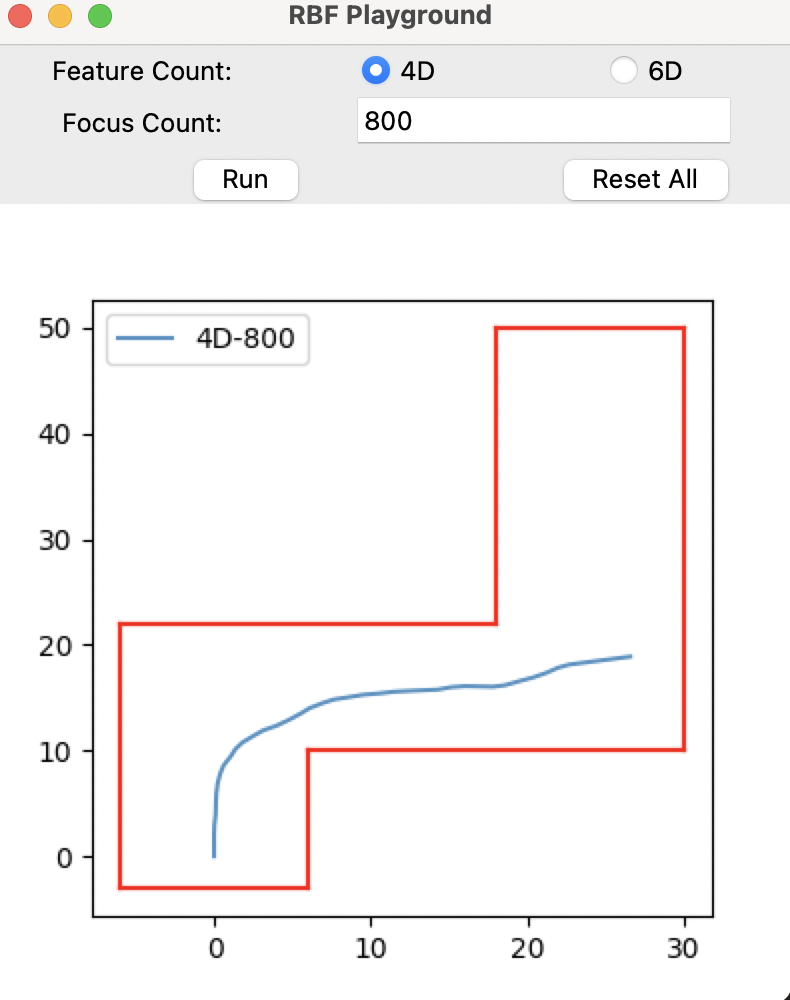 RBF Playground
Feature Count: 4D 6D
Focus Count: 800
Run Reset All
4D-800
50
40
30
20
10
0
0 10 20 30